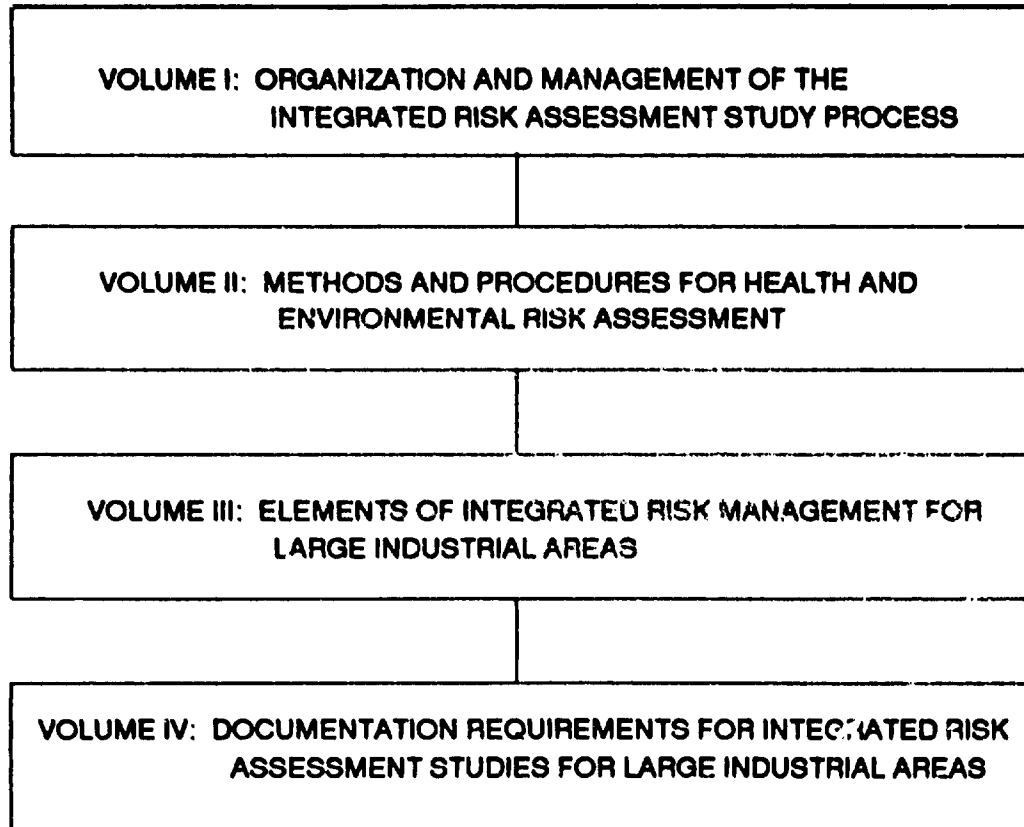 VOLUME I: ORGANIZATION AND MANAGEMENT OF THE
INTEGRATED RISK ASSESSMENT STUDY PROCESS
VOLUME II: METHODS AND PROCEDURES FOR HEALTH AND
ENVIRONMENTAL RISK ASSESSMENT
VOLUME III: ELEMENTS OF INTEGRATED RISK MANAGEMENT FOR
LARGE INDUSTRIAL AREAS
VOLUME IV: DOCUMENTATION REQUIREMENTS FOR INTEGRATED RISK
ASSESSMENT STUDIES FOR LARGE INDUSTRIAL AREAS